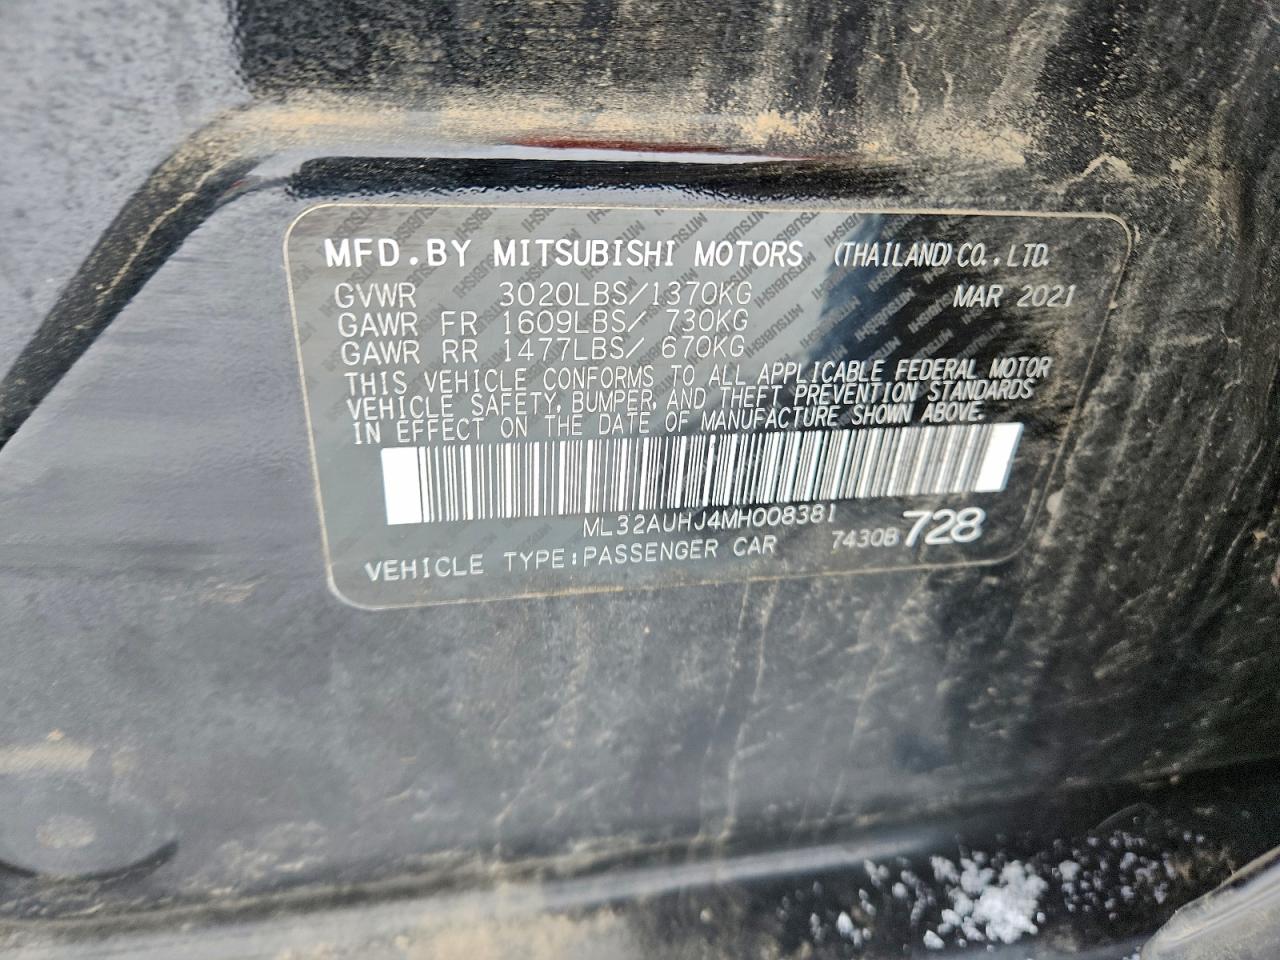 MFD.BY MITSUBISHI MOTORS (THAILAND) CO.,LTD.
GVWR 3020LBS/1370KG MAR 2021
GAWR FR 1609LBS/ 730KG
GAWR RR 1477LBS/ 670KG
THIS VEHICLE CONFORMS TO ALL APPLICABLE FEDERAL MOTOR
VEHICLE SAFETY, BUMPER, AND THEFT PREVENTION STANDARDS
IN EFFECT ON THE DATE OF MANUFACTURE SHOWN ABOVE.
ML32AUHJ4MH008381
VEHICLE TYPE:PASSENGER CAR 7430B 728